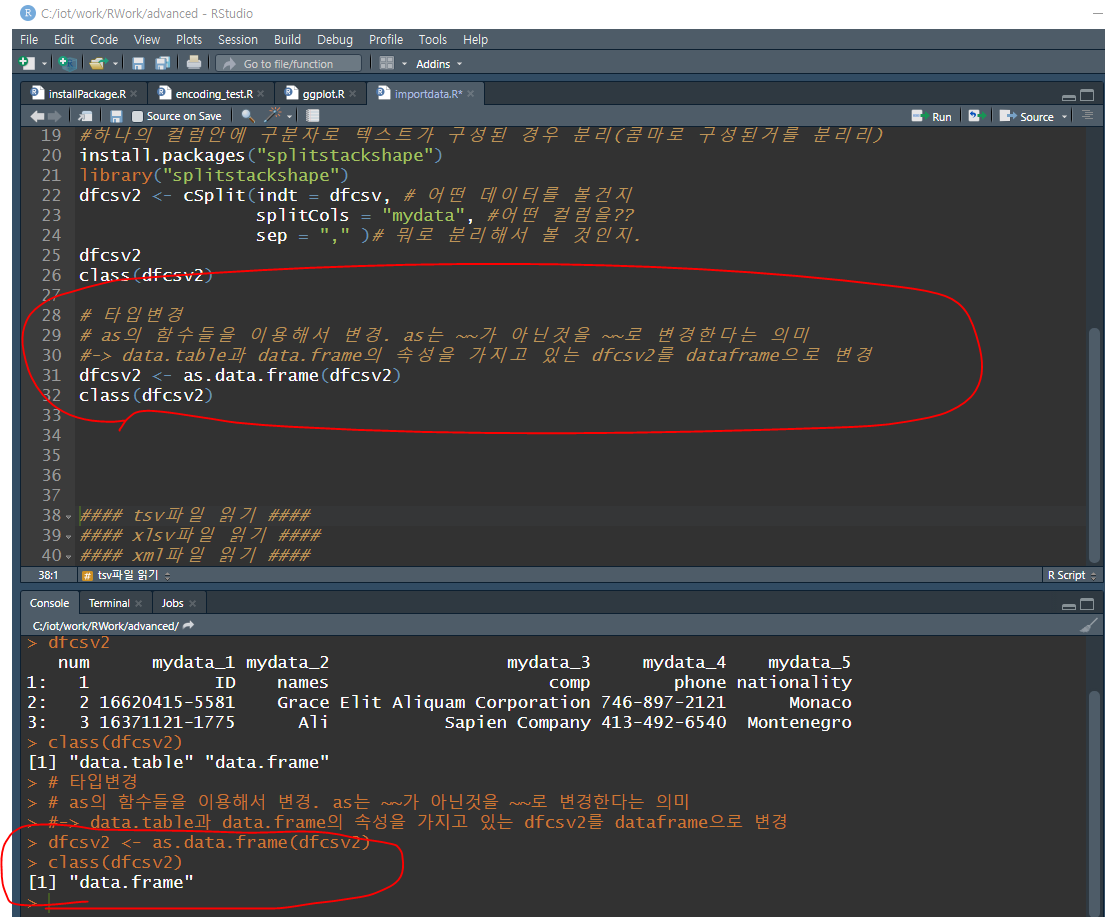 C:/iot/work/RWork/advanced - RStudio
File Edit Code View Plots Session Build Debug Profile Tools Help
Go to file/function Addins
installPackage.R encoding_test.R ggplot.R importdata.R*
Source on Save Run Source
19 #하나의 컬럼안에 구분자로 텍스트가 구성된 경우 분리(콤마로 구성된거를 분리리)
20 install.packages("splitstackshape")
21 library("splitstackshape")
22 dfcsv2 <- cSplit(indt = dfcsv, # 어떤 데이터를 볼건지
23 splitCols = "mydata", #어떤 컬럼을??
24 sep = "," )# 뭐로 분리해서 볼 것인지.
25 dfcsv2
26 class(dfcsv2)
27
28 # 타입변경
29 # as의 함수들을 이용해서 변경. as는 ~~가 아닌것을 ~~로 변경한다는 의미
30 #-> data.table과 data.frame의 속성을 가지고 있는 dfcsv2를 dataframe으로 변경
31 dfcsv2 <- as.data.frame(dfcsv2)
32 class(dfcsv2)
33
34
35
36
37
38 #### tsv파일 읽기 ####
39 #### xlsv파일 읽기 ####
40 #### xml파일 읽기 ####
38:1 # tsv파일 읽기 R Script
Console Terminal Jobs
C:/iot/work/RWork/advanced/
> dfcsv2
num mydata_1 mydata_2 mydata_3 mydata_4 mydata_5
1: 1 ID names comp phone nationality
2: 2 16620415-5581 Grace Elit Aliquam Corporation 746-897-2121 Monaco
3: 3 16371121-1775 Ali Sapien Company 413-492-6540 Montenegro
> class(dfcsv2)
[1] "data.table" "data.frame"
> # 타입변경
> # as의 함수들을 이용해서 변경. as는 ~~가 아닌것을 ~~로 변경한다는 의미
> #-> data.table과 data.frame의 속성을 가지고 있는 dfcsv2를 dataframe으로 변경
> dfcsv2 <- as.data.frame(dfcsv2)
> class(dfcsv2)
[1] "data.frame"
>